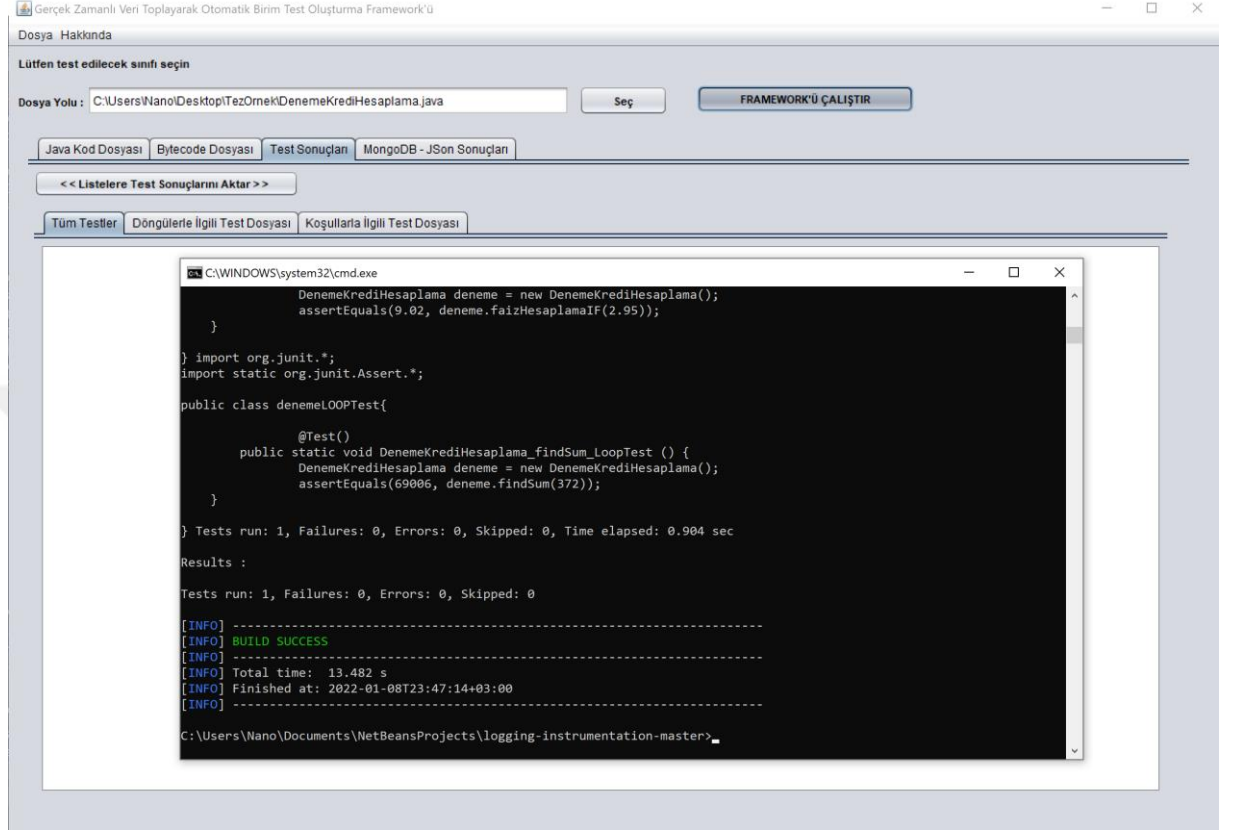 Gerçek Zamanlı Veri Toplayarak Otomatik Birim Test Oluşturma Framework'ü
Dosya Hakkında
Lütfen test edilecek sınıfı seçin
Dosya Yolu : C:\Users\Nano\Desktop\TezOrnek\DenemeKrediHesaplama.java Seç FRAMEWORK'Ü ÇALIŞTIR
Java Kod Dosyası Bytecode Dosyası Test Sonuçları MongoDB - JSon Sonuçları
<< Listelere Test Sonuçlarını Aktar >>
Tüm Testler Döngülerle İlgili Test Dosyası Koşullarla İlgili Test Dosyası
C:\WINDOWS\system32\cmd.exe
DenemeKrediHesaplama deneme = new DenemeKrediHesaplama();
assertEquals(9.02, deneme.faizHesaplamaIF(2.95));
}
} import org.junit.*;
import static org.junit.Assert.*;
public class denemeLOOPTest{
@Test()
public static void DenemeKrediHesaplama_findSum_LoopTest () {
DenemeKrediHesaplama deneme = new DenemeKrediHesaplama();
assertEquals(69006, deneme.findSum(372));
}
} Tests run: 1, Failures: 0, Errors: 0, Skipped: 0, Time elapsed: 0.904 sec
Results :
Tests run: 1, Failures: 0, Errors: 0, Skipped: 0
[INFO] ------------------------------------------------------------------------
[INFO] BUILD SUCCESS
[INFO] ------------------------------------------------------------------------
[INFO] Total time:  13.482 s
[INFO] Finished at: 2022-01-08T23:47:14+03:00
[INFO] ------------------------------------------------------------------------
C:\Users\Nano\Documents\NetBeansProjects\logging-instrumentation-master>